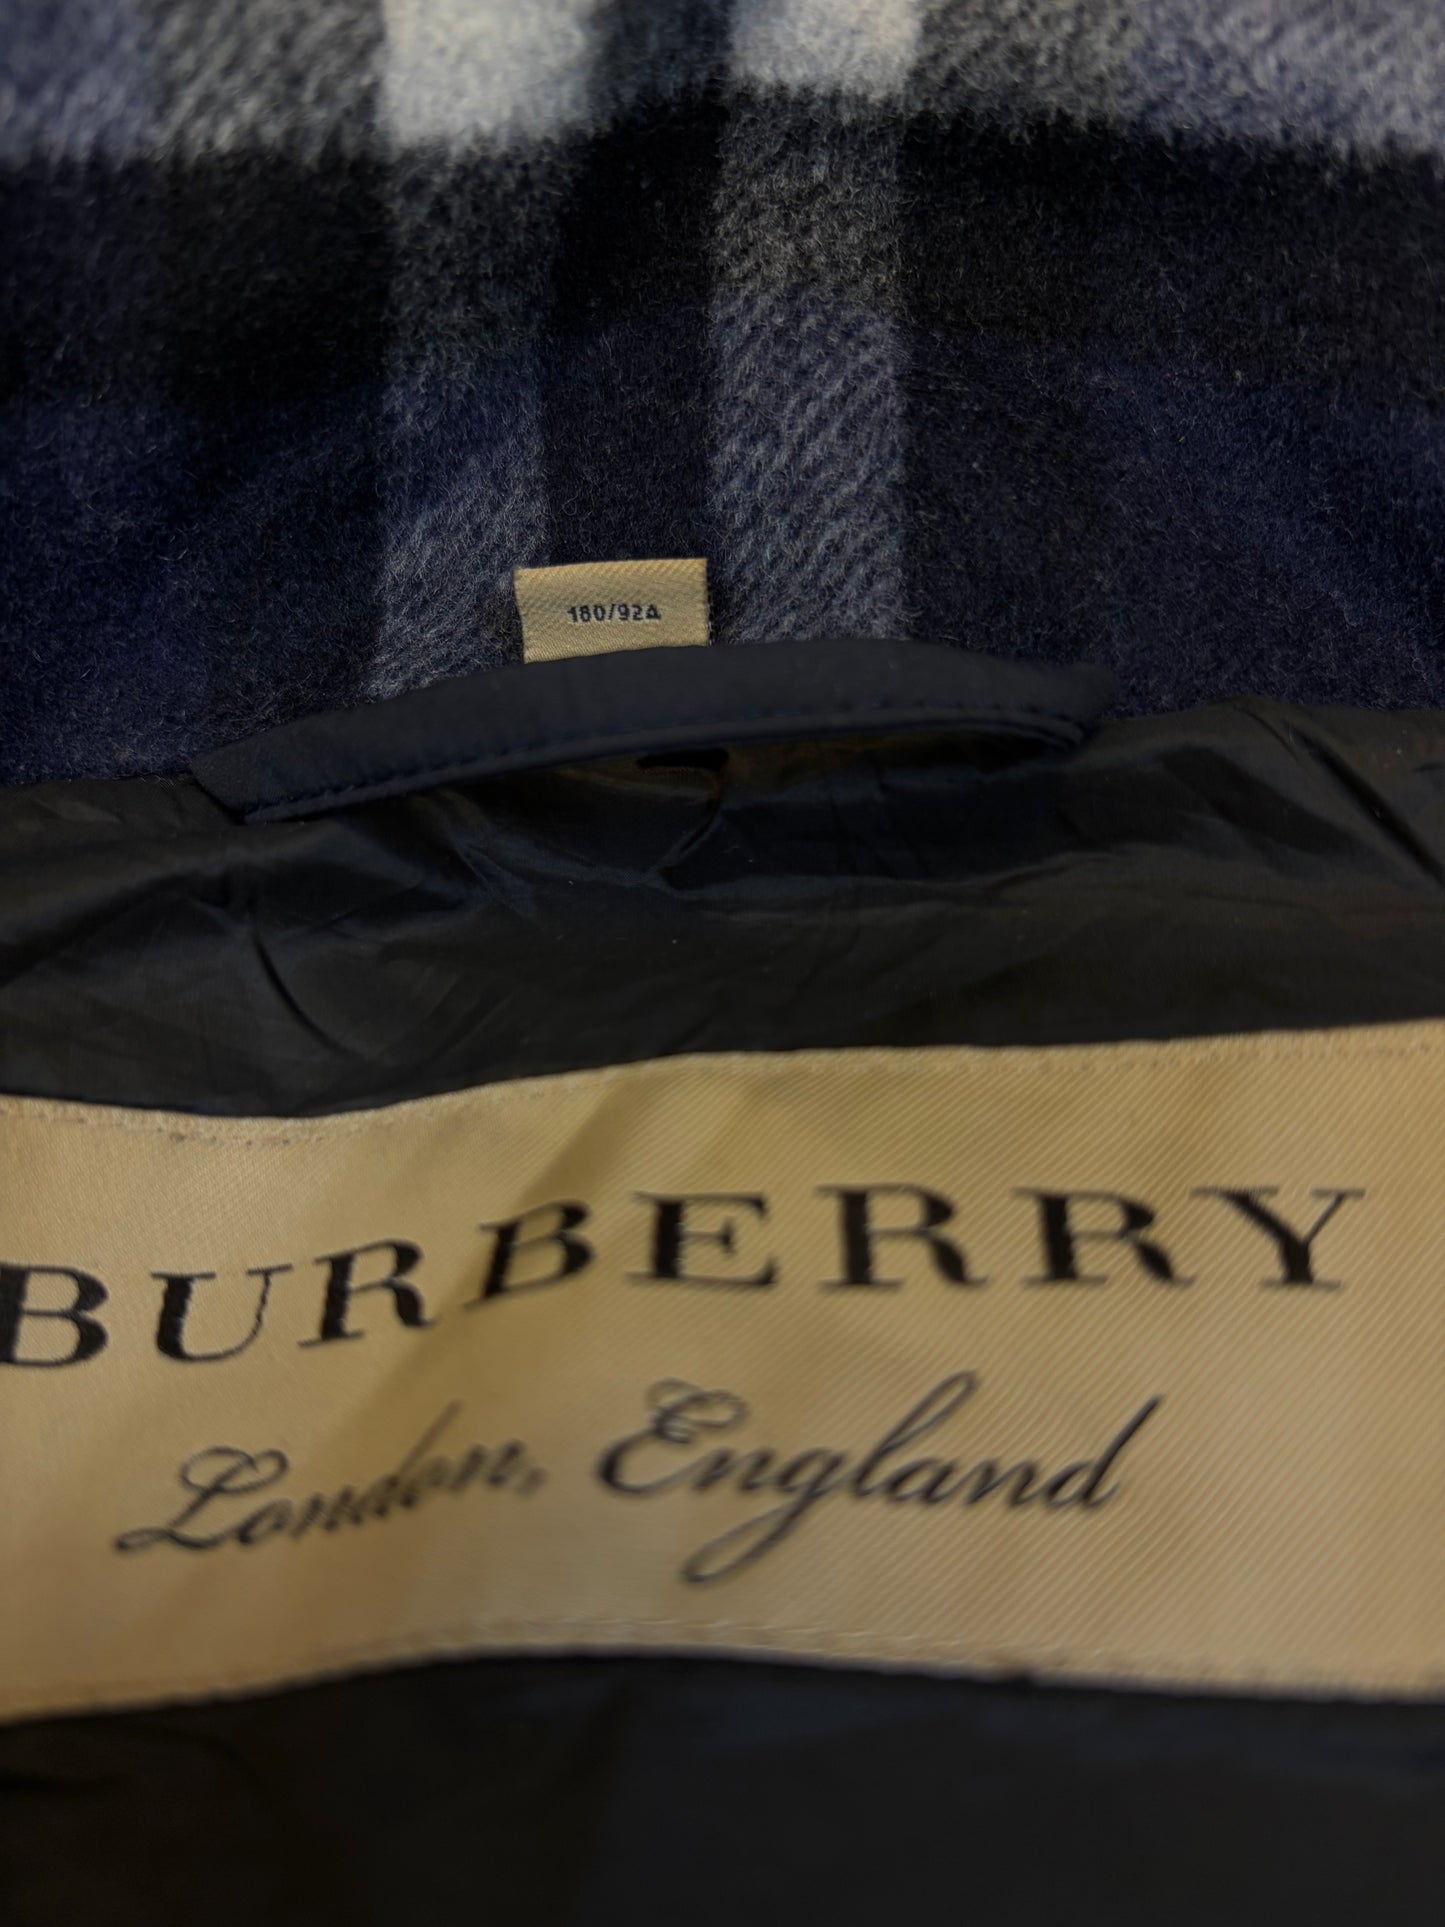 180/92A
BURBERRY
London, England